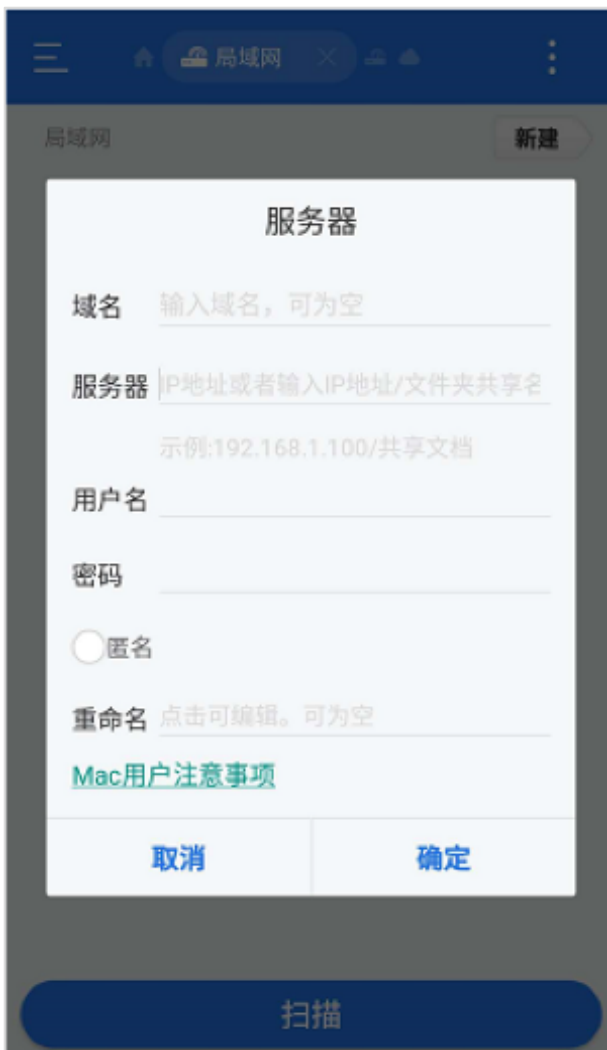 局域网
局域网 新建
服务器
域名 输入域名，可为空
服务器 IP地址或者输入IP地址/文件夹共享名
示例:192.168.1.100/共享文档
用户名
密码
匿名
重命名 点击可编辑。可为空
Mac用户注意事项
取消 确定
扫描